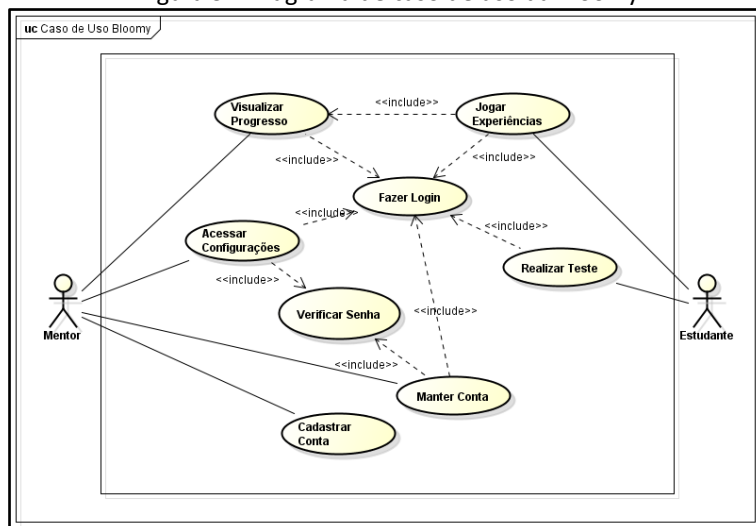 uc Caso de Uso Bloomy
Visualizar
Progresso
<<include>>
Jogar
Experiências
<<include>>
<<include>>
Fazer Login
<<include>>
Acessar
Configurações
<<include>>
Realizar Teste
<<include>>
Mentor
Estudante
Verificar Senha
<<include>>
<<include>>
Manter Conta
Cadastrar
Conta